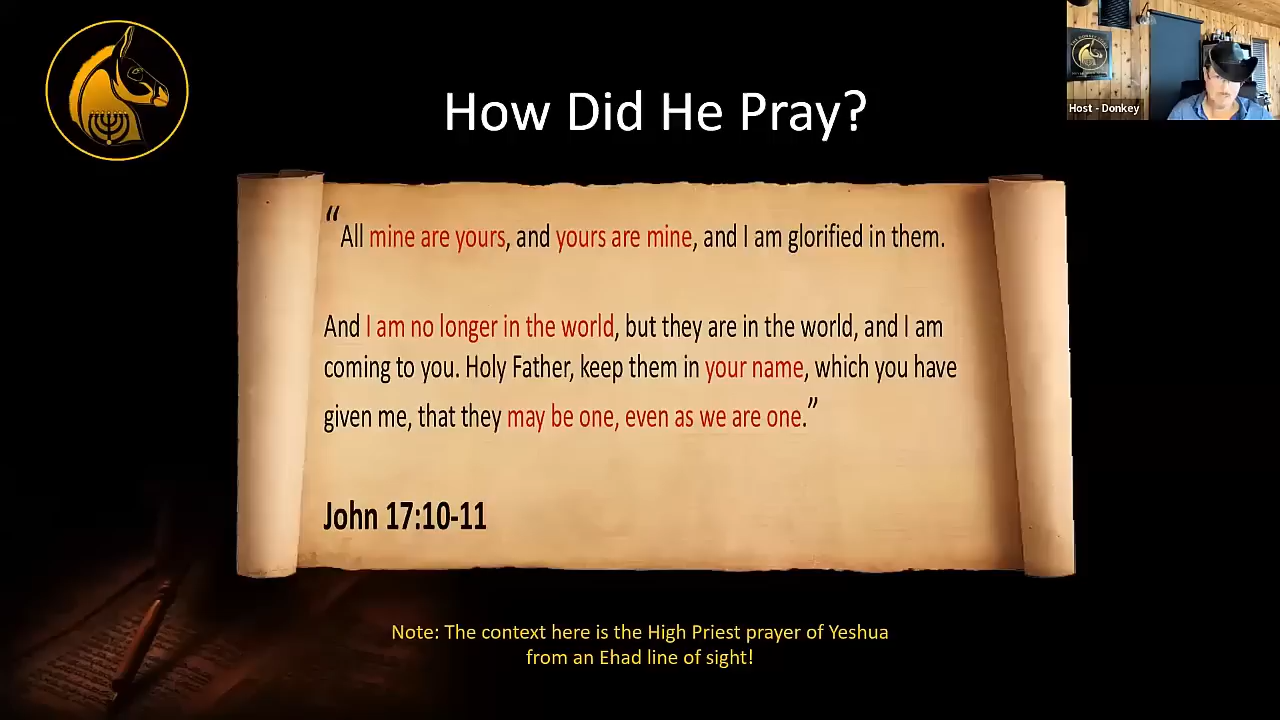 How Did He Pray?
Host - Donkey
“All mine are yours, and yours are mine, and I am glorified in them.
And I am no longer in the world, but they are in the world, and I am
coming to you. Holy Father, keep them in your name, which you have
given me, that they may be one, even as we are one.”
John 17:10-11
Note: The context here is the High Priest prayer of Yeshua
from an Ehad line of sight!